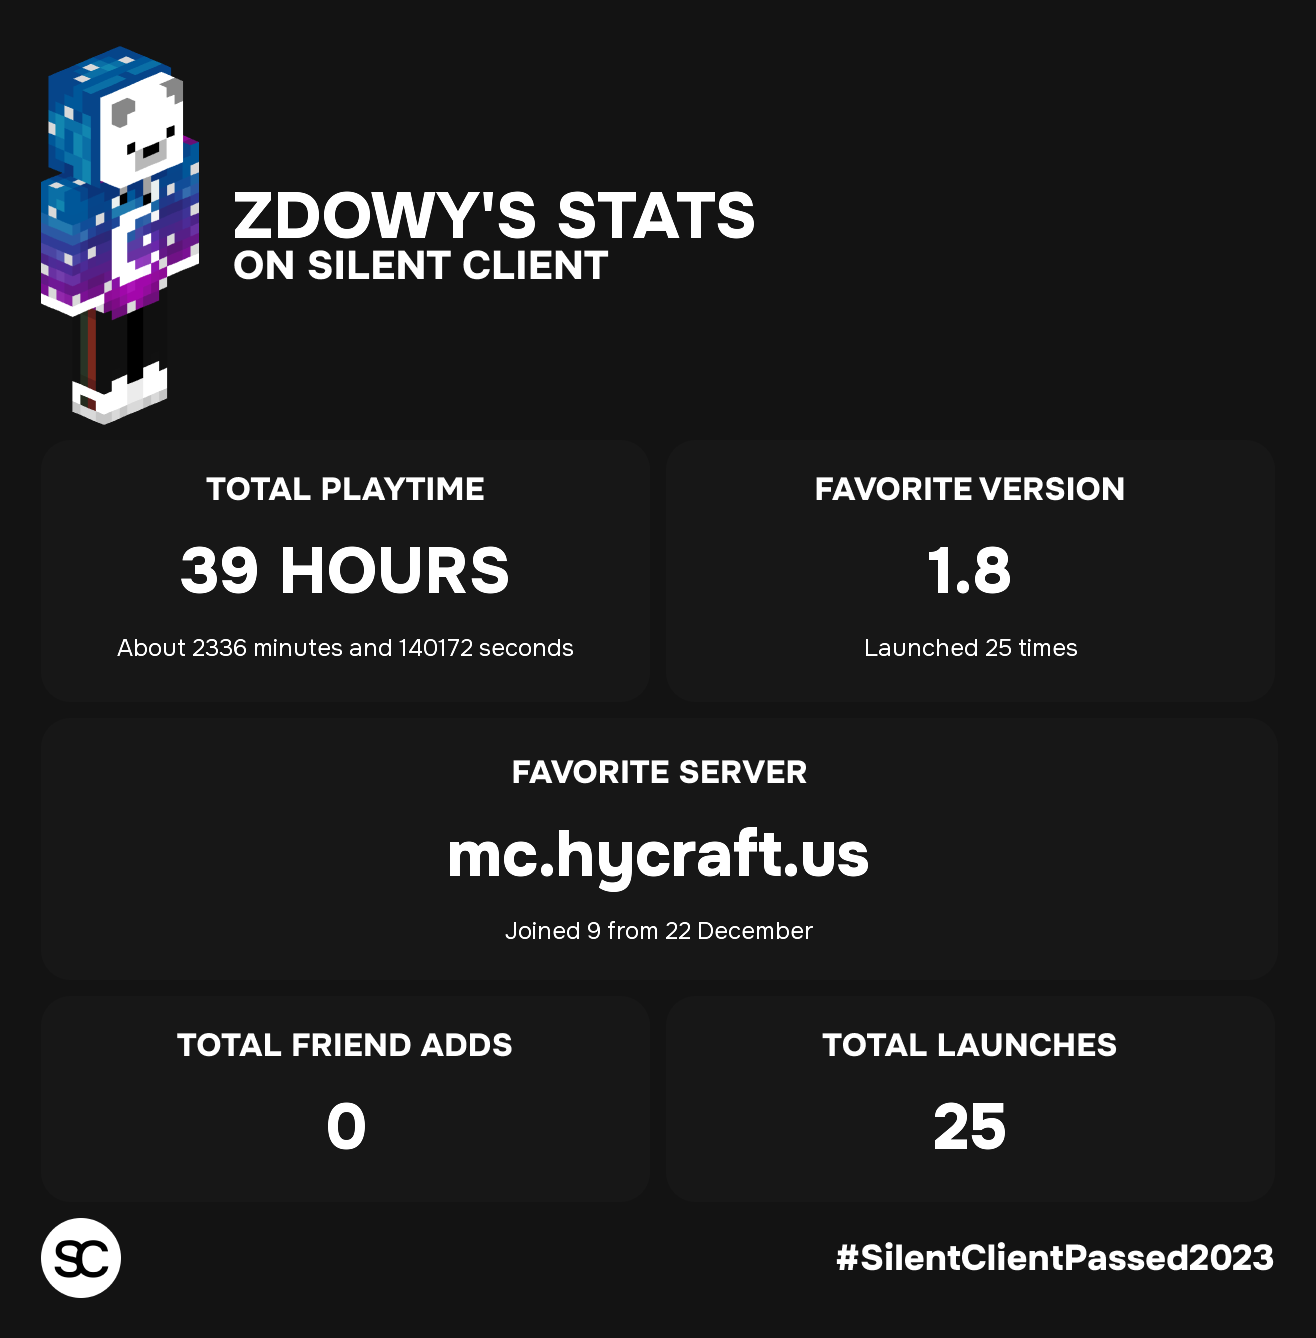 ZDOWY'S STATS
ON SILENT CLIENT
TOTAL PLAYTIME
39 HOURS
About 2336 minutes and 140172 seconds
FAVORITE VERSION
1.8
Launched 25 times
FAVORITE SERVER
mc.hycraft.us
Joined 9 from 22 December
TOTAL FRIEND ADDS
0
TOTAL LAUNCHES
25
SC
#SilentClientPassed2023